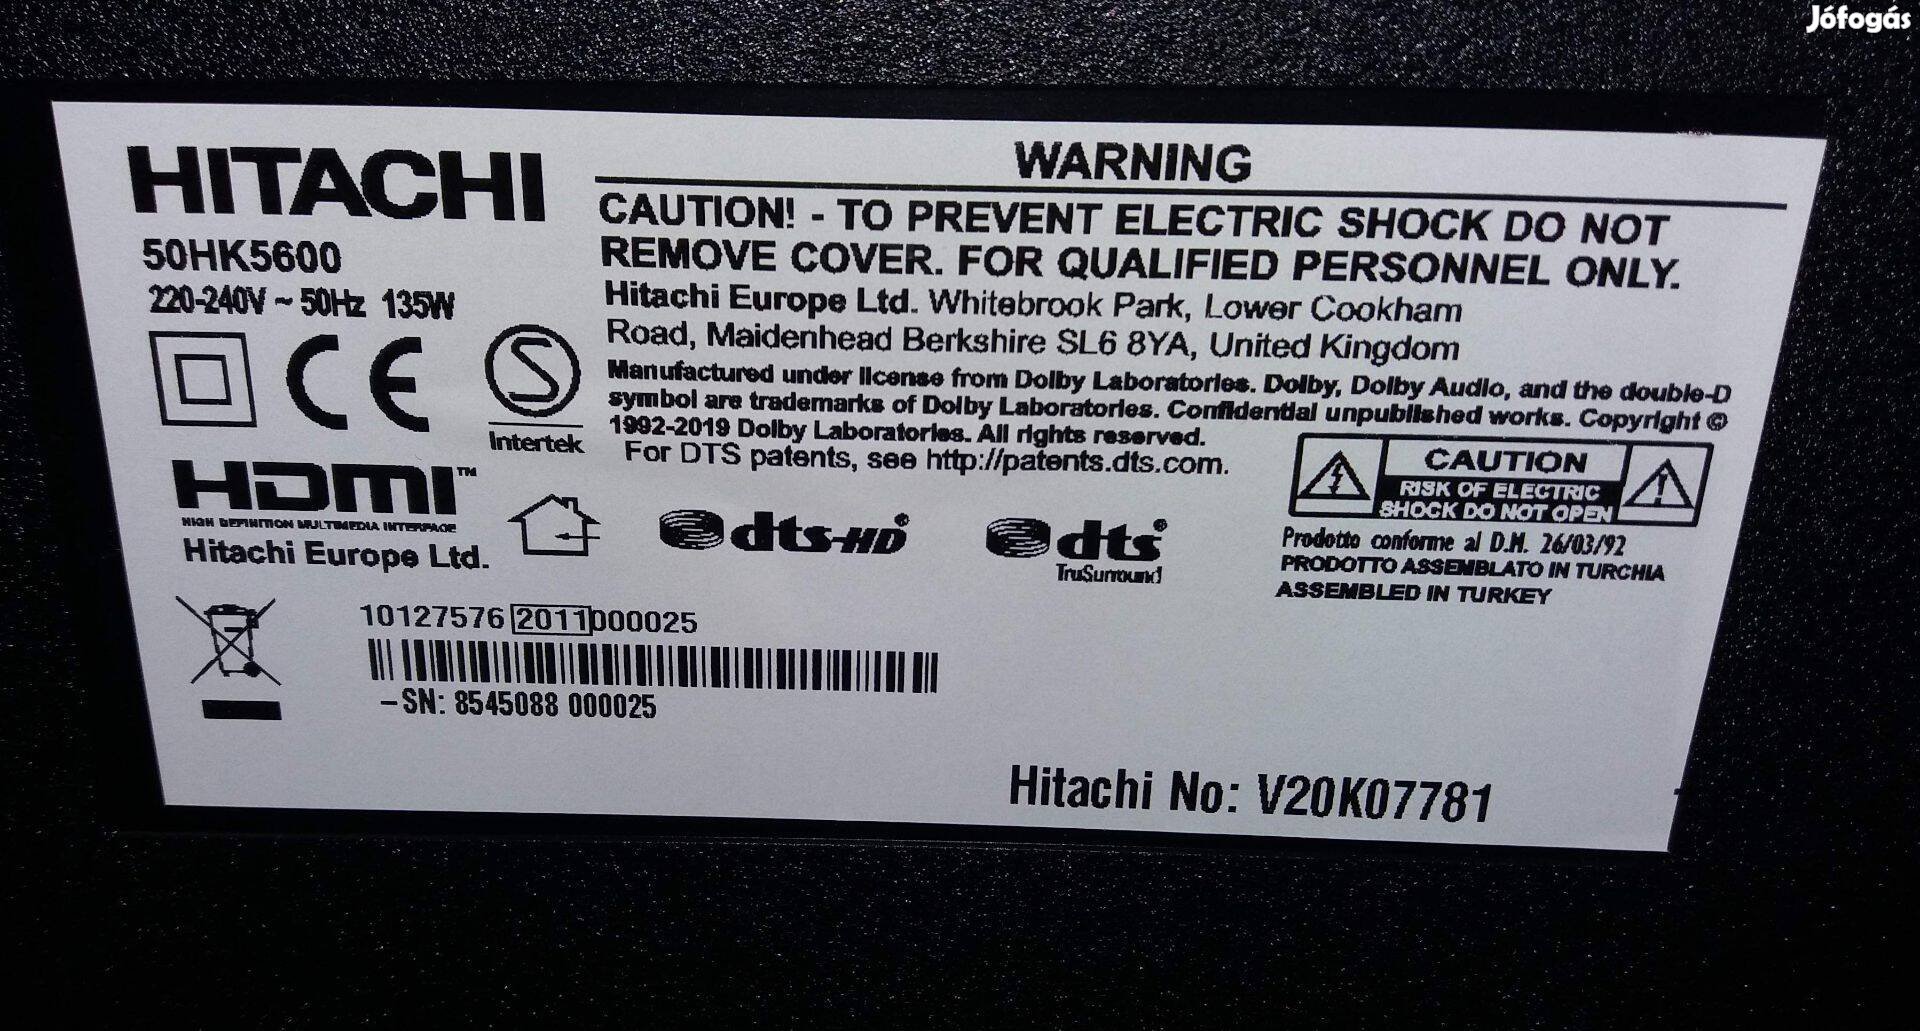 Jófogás
HITACHI
50HK5600
220-240V ~ 50Hz 135W
CE
S
Intertek
HDMI™
HIGH DEFINITION MULTIMEDIA INTERFACE
Hitachi Europe Ltd.
WARNING
CAUTION! - TO PREVENT ELECTRIC SHOCK DO NOT
REMOVE COVER. FOR QUALIFIED PERSONNEL ONLY.
Hitachi Europe Ltd. Whitebrook Park, Lower Cookham
Road, Maidenhead Berkshire SL6 8YA, United Kingdom
Manufactured under license from Dolby Laboratories. Dolby, Dolby Audio, and the double-D
symbol are trademarks of Dolby Laboratories. Confidential unpublished works. Copyright ©
1992-2019 Dolby Laboratories. All rights reserved.
For DTS patents, see http://patents.dts.com.
dts-HD®
dts®
TruSurround
CAUTION
RISK OF ELECTRIC
SHOCK DO NOT OPEN
Prodotto conforme al D.M. 26/03/92
PRODOTTO ASSEMBLATO IN TURCHIA
ASSEMBLED IN TURKEY
10127576 2011000025
-SN: 8545088 000025
Hitachi No: V20K07781